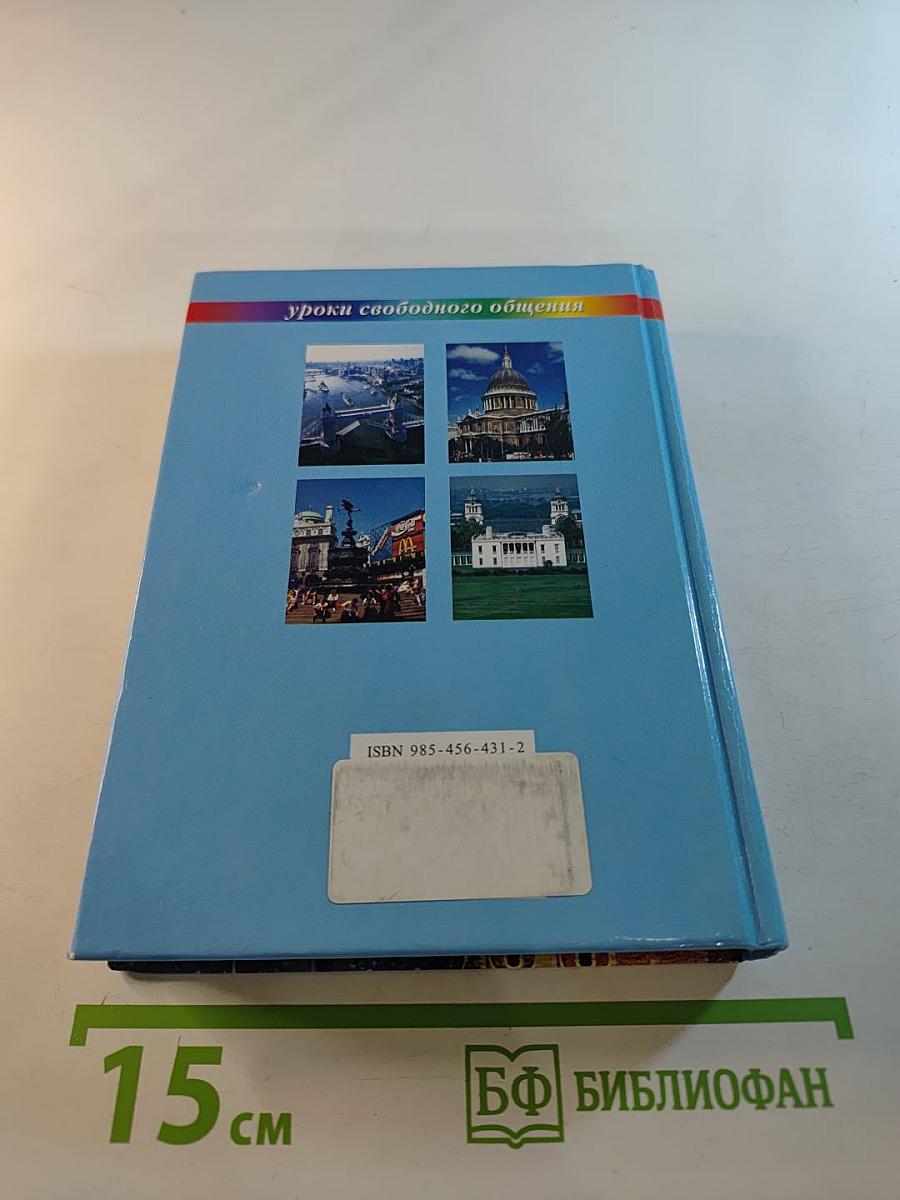 уроки свободного общения
ISBN 985-456-431-2
15 см
БФ БИБЛИОФАН